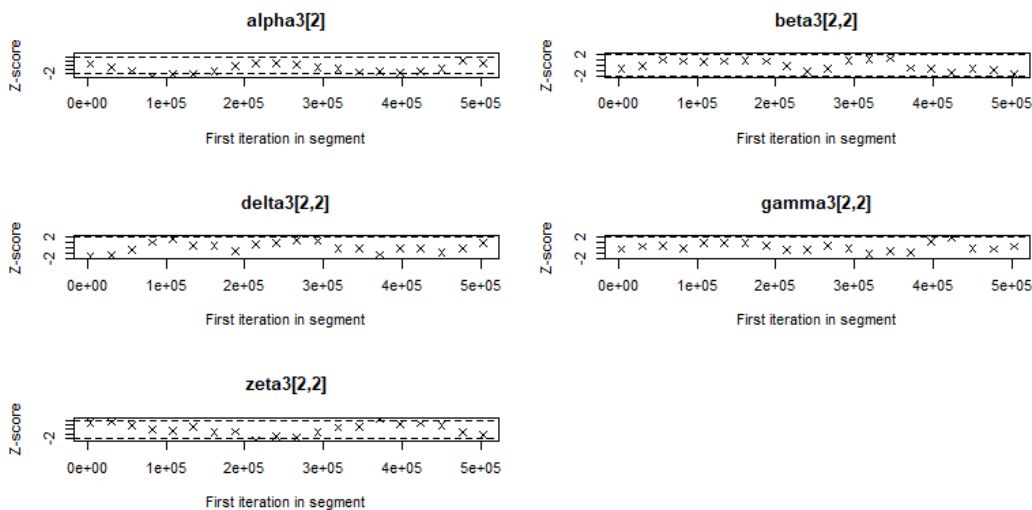 alpha3[2]
Z-score
-2
0e+00 1e+05 2e+05 3e+05 4e+05 5e+05
First iteration in segment
beta3[2,2]
Z-score
2
-2
0e+00 1e+05 2e+05 3e+05 4e+05 5e+05
First iteration in segment
delta3[2,2]
Z-score
2
-2
0e+00 1e+05 2e+05 3e+05 4e+05 5e+05
First iteration in segment
gamma3[2,2]
Z-score
2
-2
0e+00 1e+05 2e+05 3e+05 4e+05 5e+05
First iteration in segment
zeta3[2,2]
Z-score
-2
0e+00 1e+05 2e+05 3e+05 4e+05 5e+05
First iteration in segment